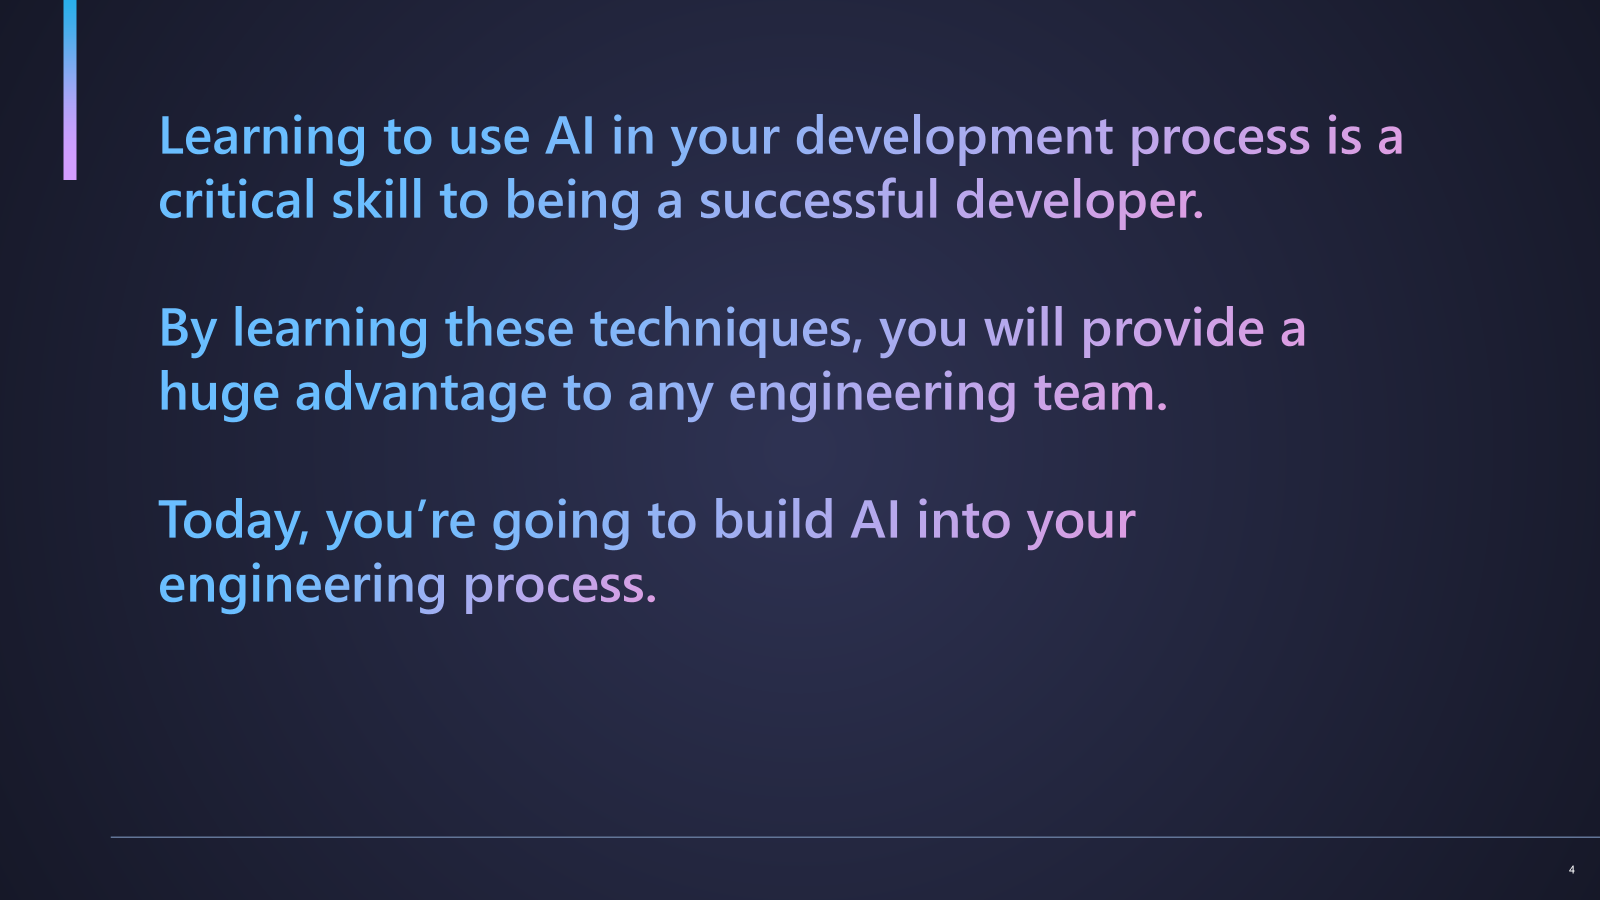 Learning to use AI in your development process is a
critical skill to being a successful developer.
By learning these techniques, you will provide a
huge advantage to any engineering team.
Today, you’re going to build AI into your
engineering process.
4